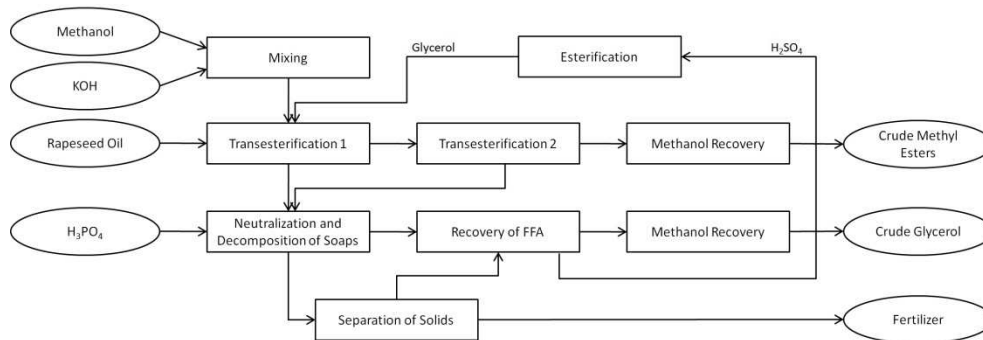 Methanol
Mixing
Glycerol
Esterification
H₂SO₄
KOH
Rapeseed Oil
Transesterification 1
Transesterification 2
Methanol Recovery
Crude Methyl
Esters
H₃PO₄
Neutralization and
Decomposition of Soaps
Recovery of FFA
Methanol Recovery
Crude Glycerol
Separation of Solids
Fertilizer